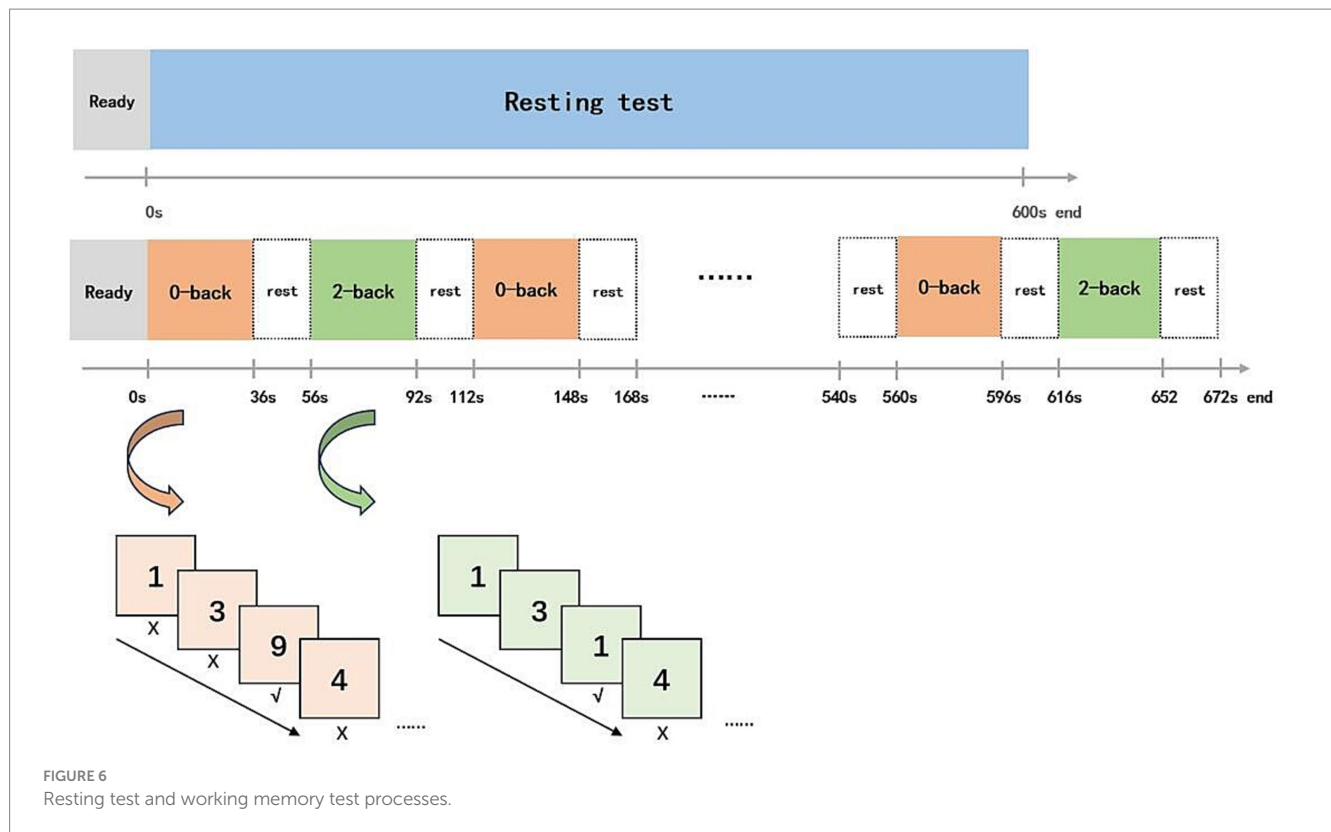 Ready Resting test
0s 600s end
Ready 0-back rest 2-back rest 0-back rest ...... rest 0-back rest 2-back rest
0s 36s 56s 92s 112s 148s 168s ...... 540s 560s 596s 616s 652 672s end
1
X
3
X
9
√
4
X
......
1
3
1
√
4
X
......
FIGURE 6
Resting test and working memory test processes.